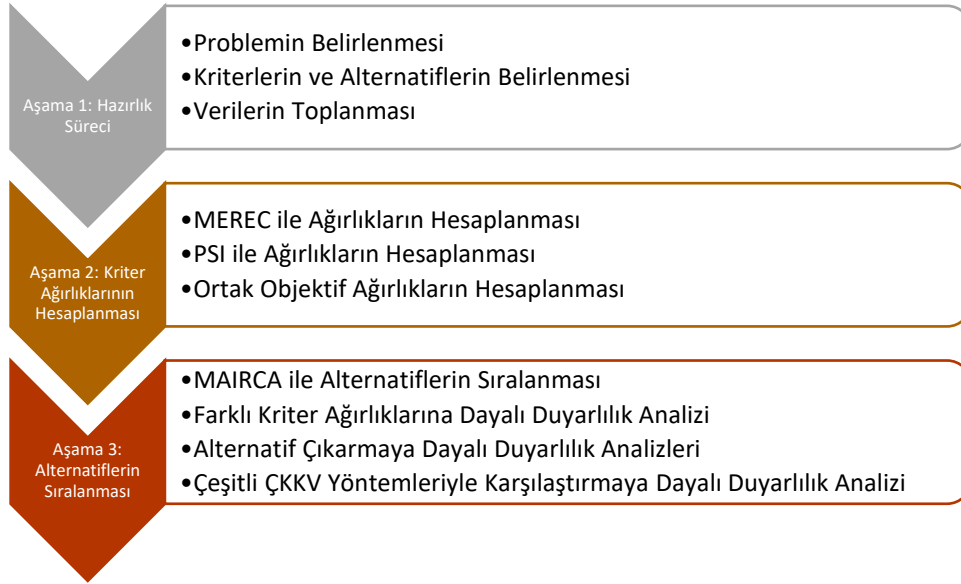 Aşama 1: Hazırlık
Süreci
•Problemin Belirlenmesi
•Kriterlerin ve Alternatiflerin Belirlenmesi
•Verilerin Toplanması
Aşama 2: Kriter
Ağırlıklarının
Hesaplanması
•MEREC ile Ağırlıkların Hesaplanması
•PSI ile Ağırlıkların Hesaplanması
•Ortak Objektif Ağırlıkların Hesaplanması
Aşama 3:
Alternatiflerin
Sıralanması
•MAIRCA ile Alternatiflerin Sıralanması
•Farklı Kriter Ağırlıklarına Dayalı Duyarlılık Analizi
•Alternatif Çıkarmaya Dayalı Duyarlılık Analizleri
•Çeşitli ÇKKV Yöntemleriyle Karşılaştırmaya Dayalı Duyarlılık Analizi